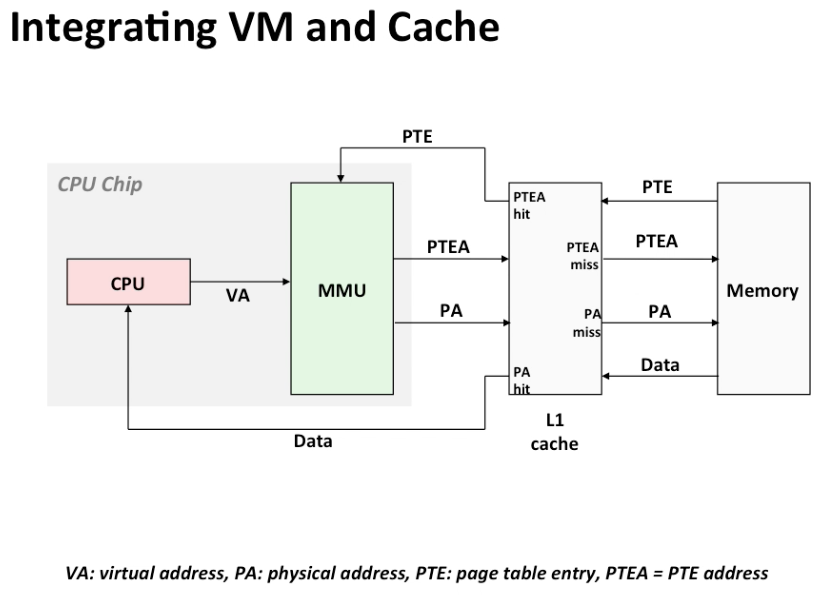 Integrating VM and Cache
PTE
CPU Chip
PTEA
hit
PTE
CPU
VA
MMU
PTEA
PTEA
miss
PTEA
Memory
PA
PA
miss
PA
PA
hit
Data
Data
L1
cache
VA: virtual address, PA: physical address, PTE: page table entry, PTEA = PTE address